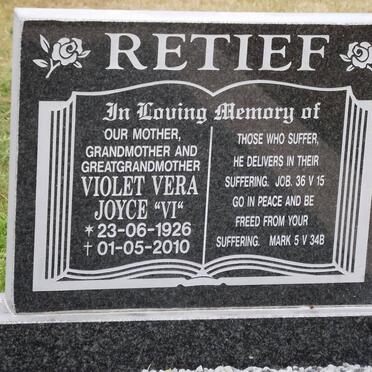 RETIEF
In Loving Memory of
OUR MOTHER,
GRANDMOTHER AND
GREATGRANDMOTHER
VIOLET VERA
JOYCE "VI"
* 23-06-1926
† 01-05-2010
THOSE WHO SUFFER,
HE DELIVERS IN THEIR
SUFFERING. JOB. 36 V 15
GO IN PEACE AND BE
FREED FROM YOUR
SUFFERING. MARK 5 V 34B